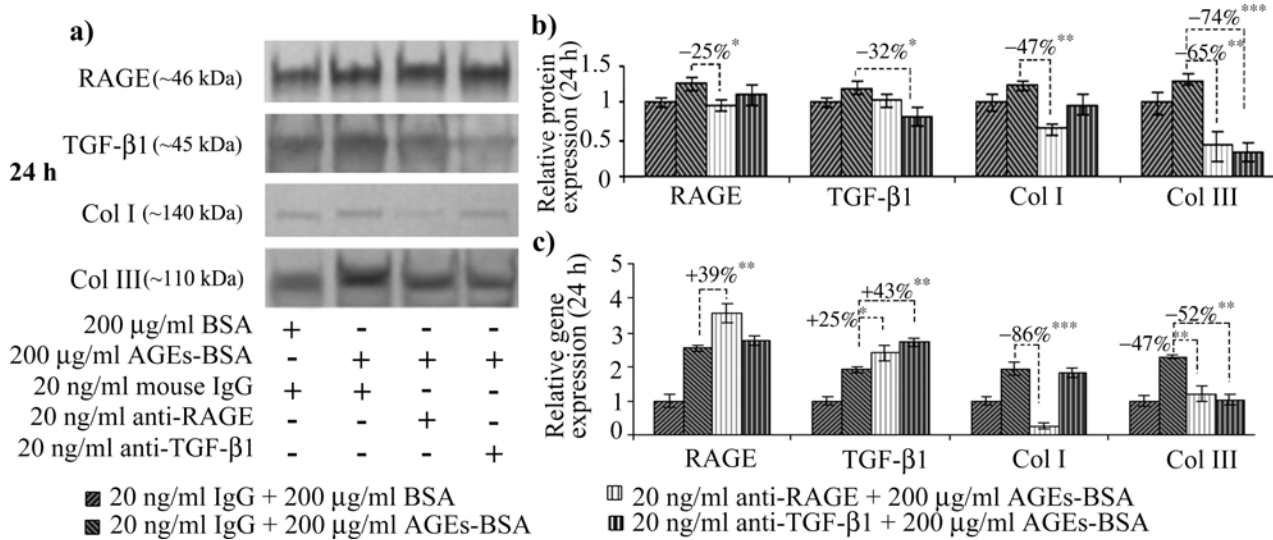 a)
RAGE (~46 kDa)
TGF-β1 (~45 kDa)
24 h
Col I (~140 kDa)
Col III (~110 kDa)
200 μg/ml BSA + - - -
200 μg/ml AGEs-BSA - + + +
20 ng/ml mouse IgG + + - -
20 ng/ml anti-RAGE - - + -
20 ng/ml anti-TGF-β1 - - - +
b)
Relative protein
expression (24 h)
1.5
1
0.5
0
−25%*
−32%*
−47%**
−74%***
−65%**
RAGE TGF-β1 Col I Col III
c)
Relative gene
expression (24 h)
5
4
3
2
1
0
+39%**
+43%**
+25%*
−86%***
−52%**
−47%**
RAGE TGF-β1 Col I Col III
20 ng/ml IgG + 200 μg/ml BSA
20 ng/ml IgG + 200 μg/ml AGEs-BSA
20 ng/ml anti-RAGE + 200 μg/ml AGEs-BSA
20 ng/ml anti-TGF-β1 + 200 μg/ml AGEs-BSA